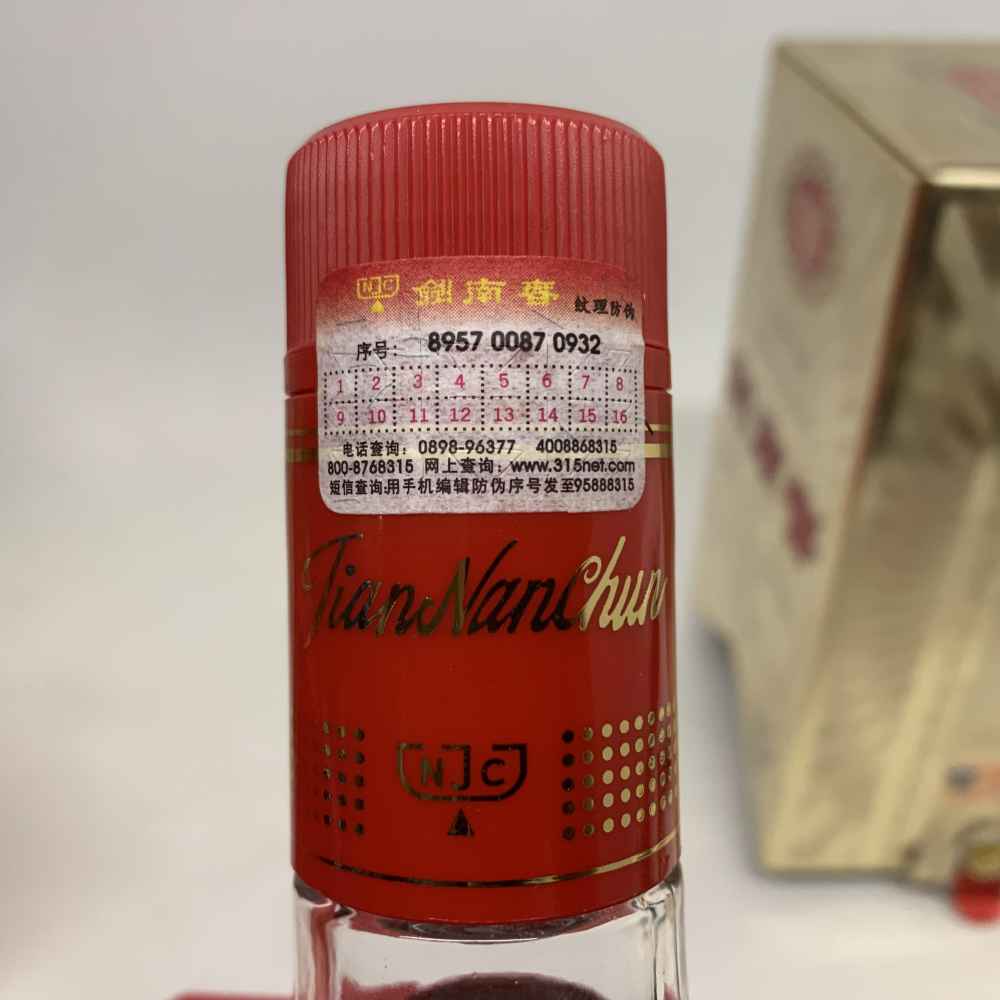 NJC 劍南春 纹理防伪
序号： 8957 0087 0932
1 2 3 4 5 6 7 8
9 10 11 12 13 14 15 16
电话查询：0898-96377 4008868315
800-8768315 网上查询：www.315net.com
短信查询:用手机编辑防伪序号发至95888315
JianNanChun
NJC